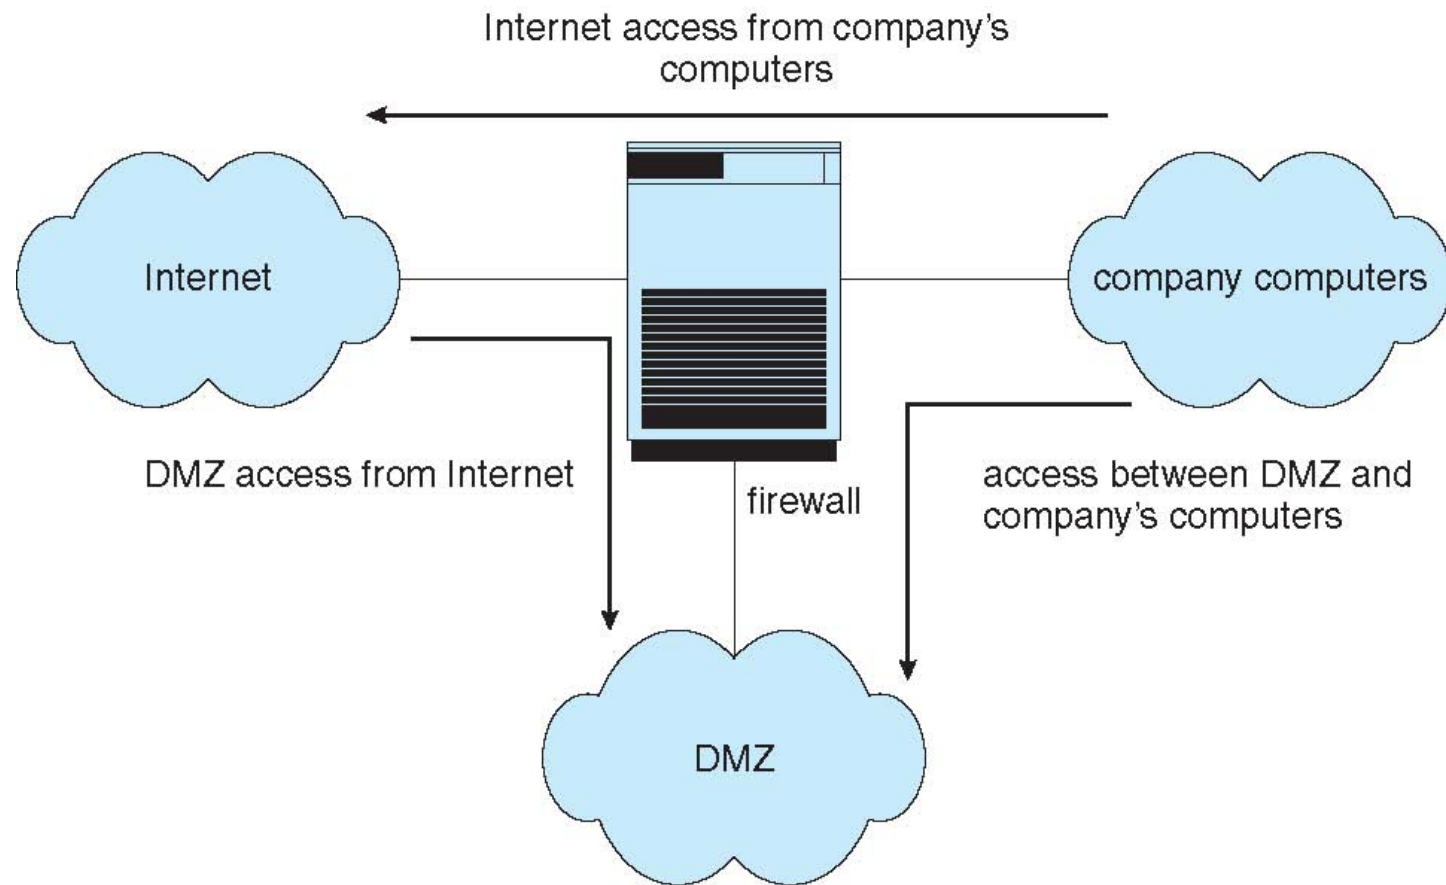 Internet access from company’s
computers
Internet
company computers
DMZ access from Internet
firewall
access between DMZ and
company’s computers
DMZ